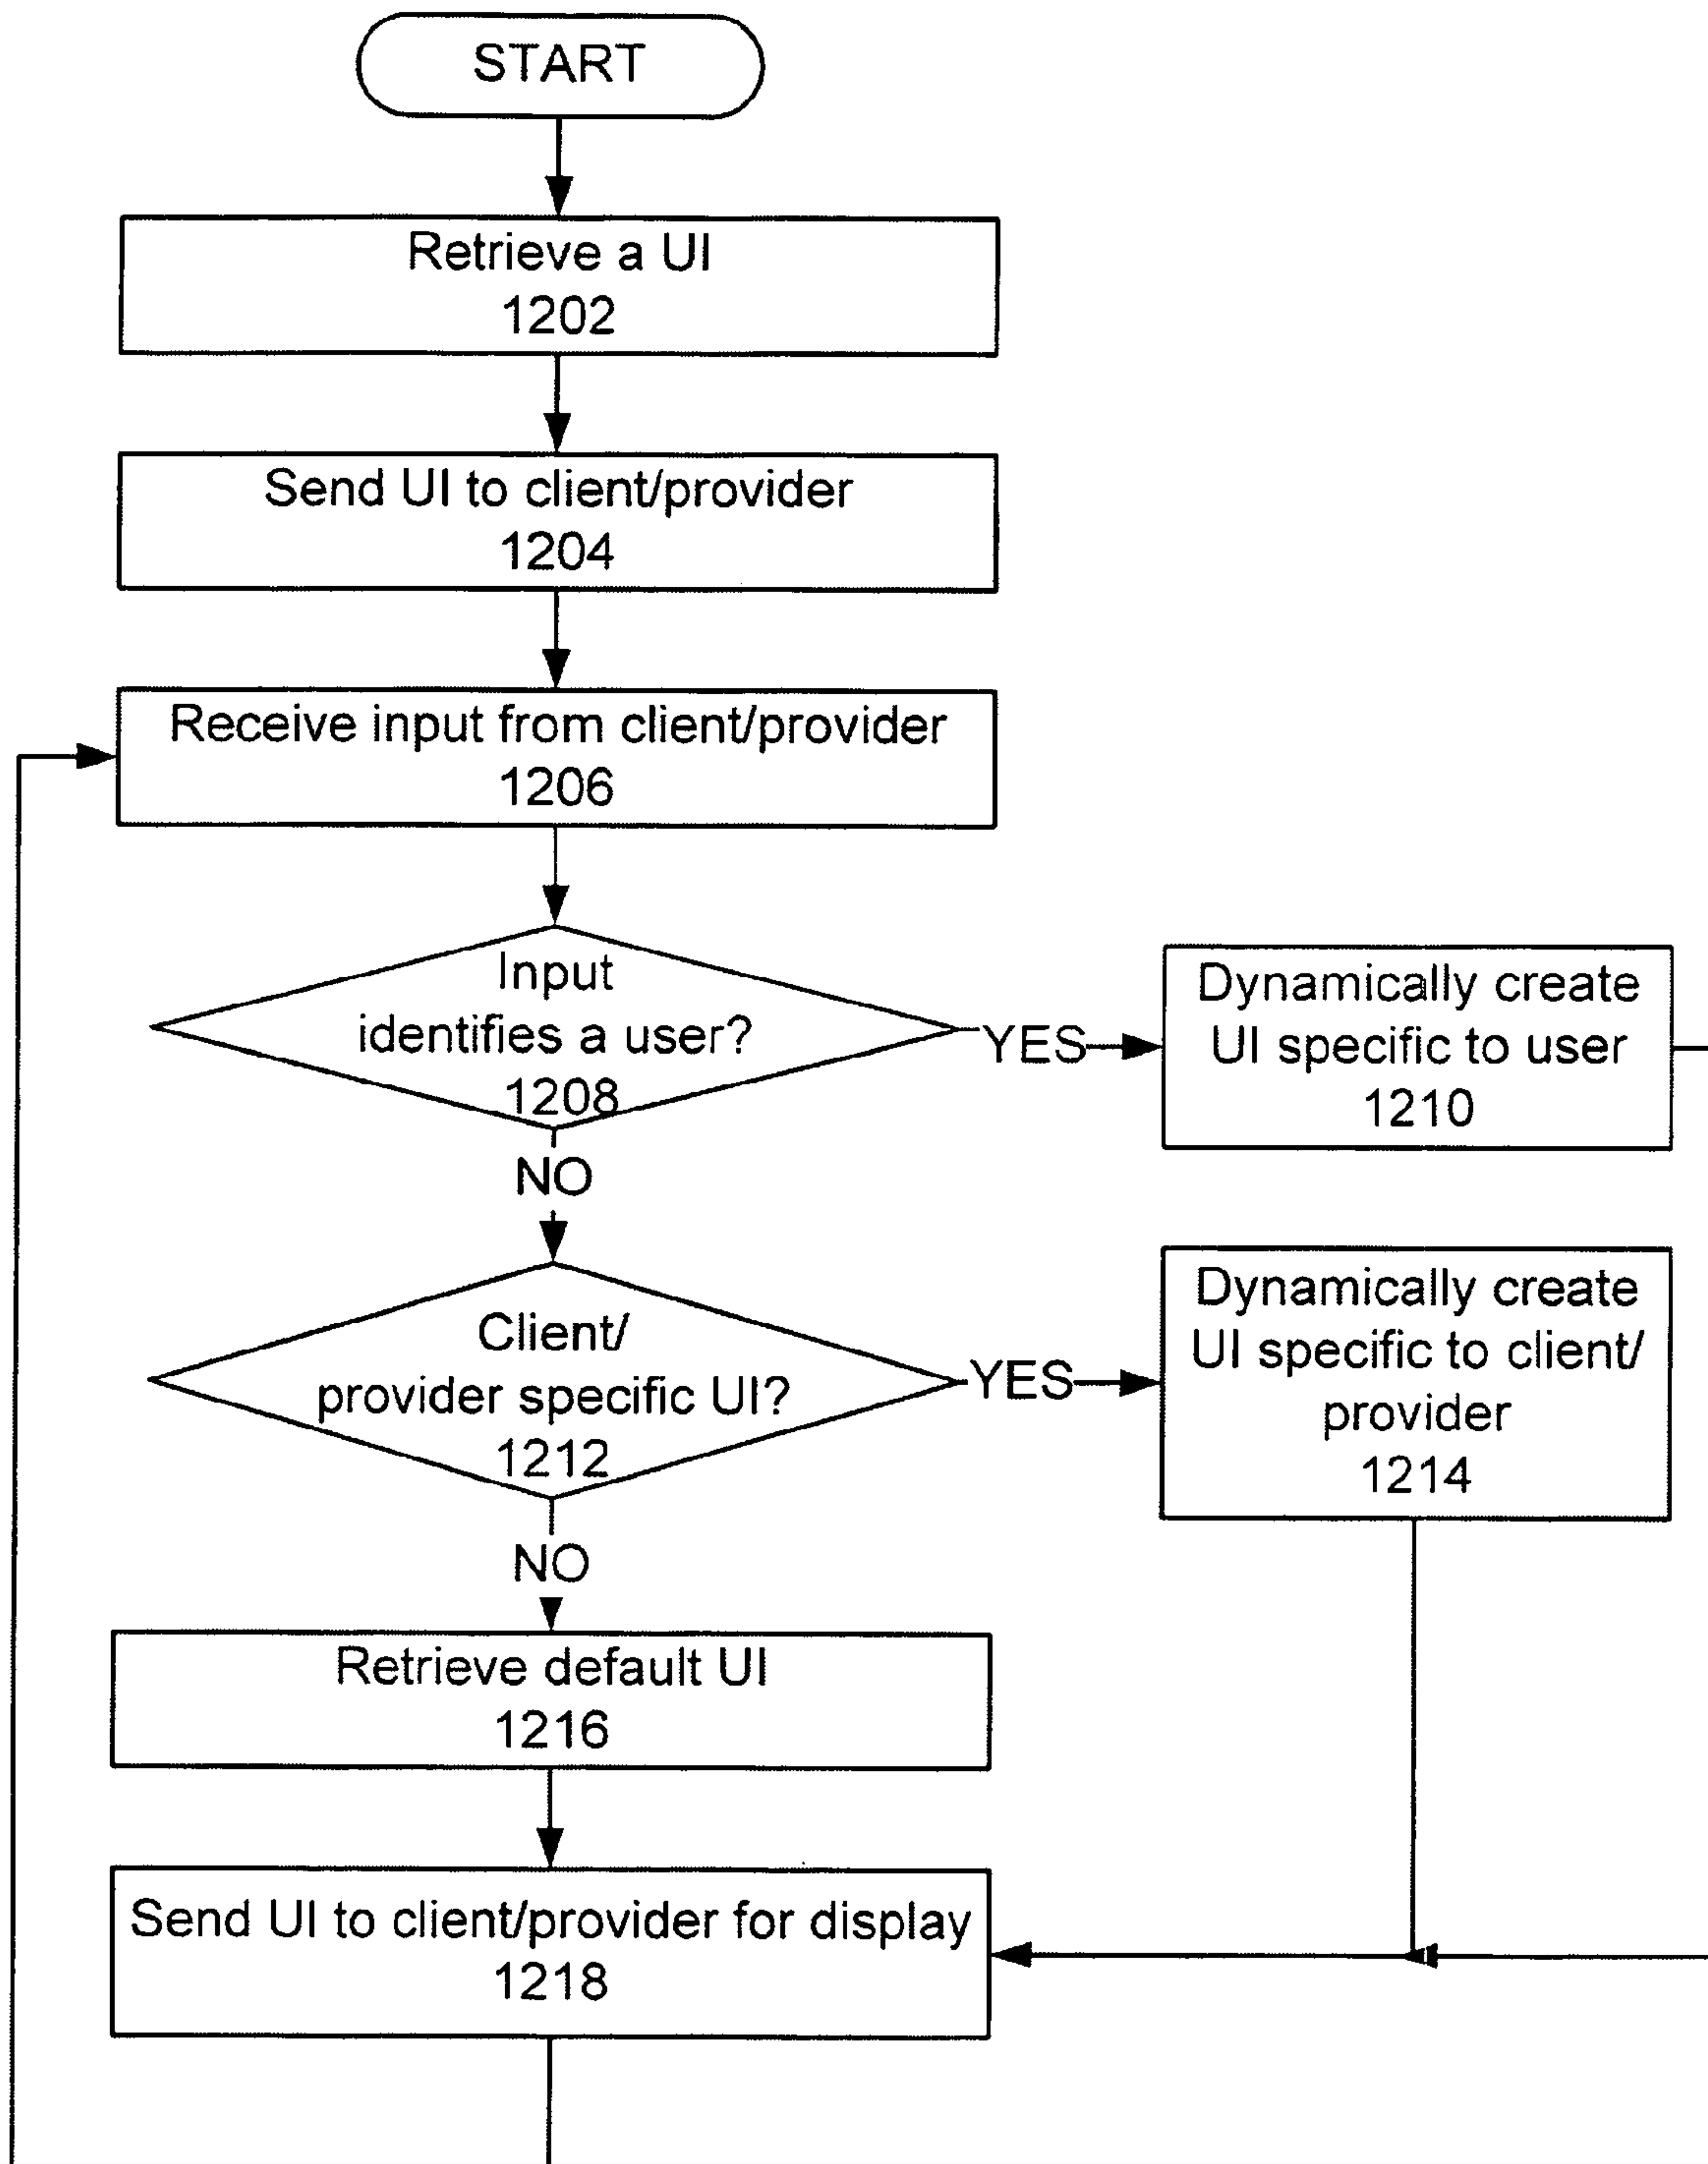 START
Retrieve a UI
1202
Send UI to client/provider
1204
Receive input from client/provider
1206
Input
identifies a user?
1208
YES
Dynamically create
UI specific to user
1210
NO
Client/
provider specific UI?
1212
YES
Dynamically create
UI specific to client/
provider
1214
NO
Retrieve default UI
1216
Send UI to client/provider for display
1218